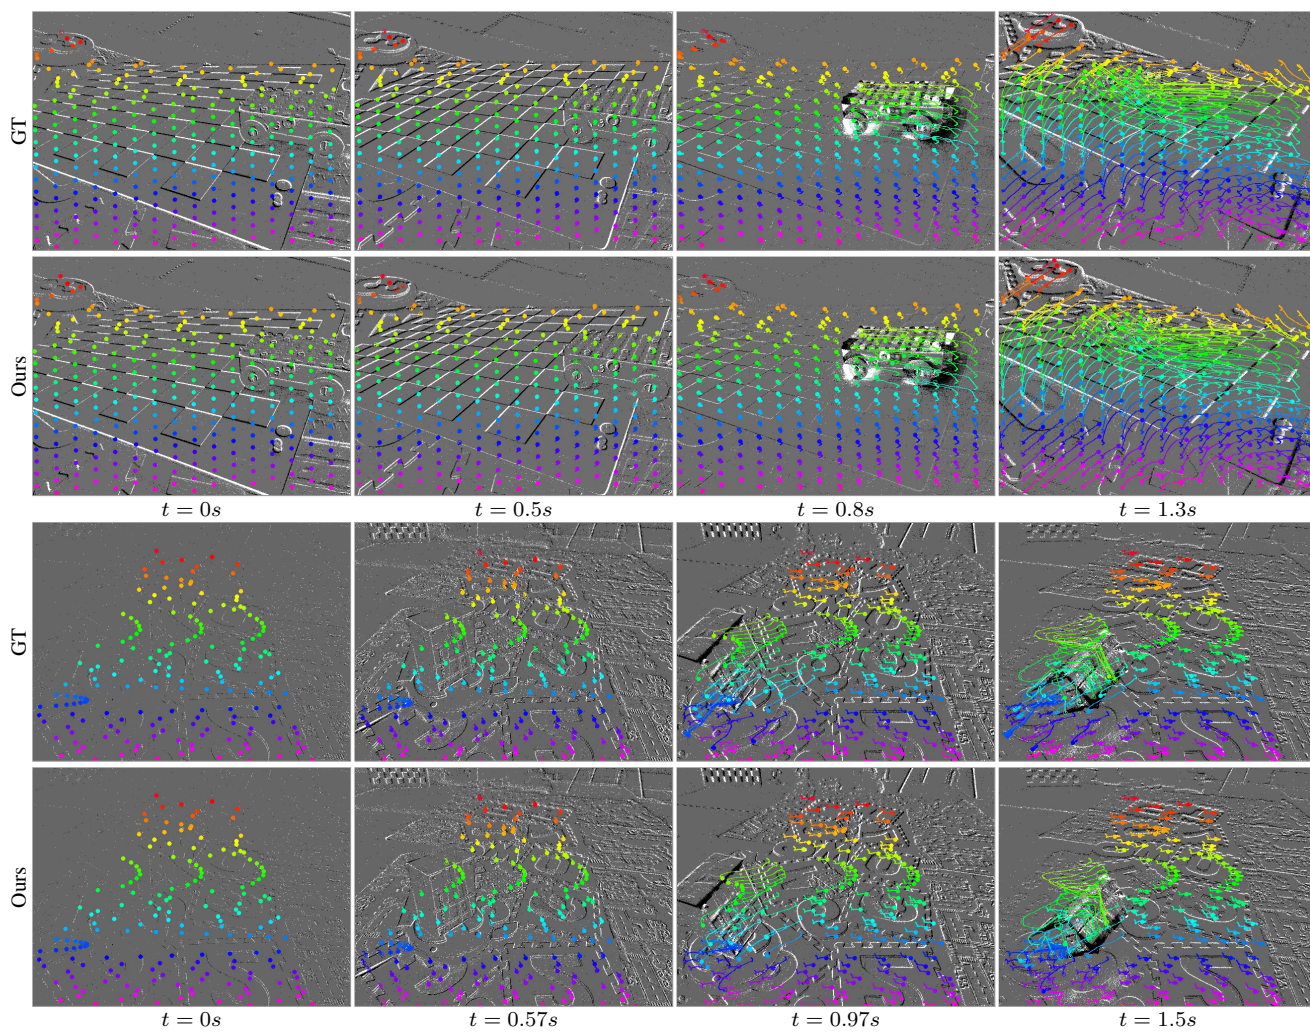 GT
Ours
t = 0s t = 0.5s t = 0.8s t = 1.3s
GT
Ours
t = 0s t = 0.57s t = 0.97s t = 1.5s